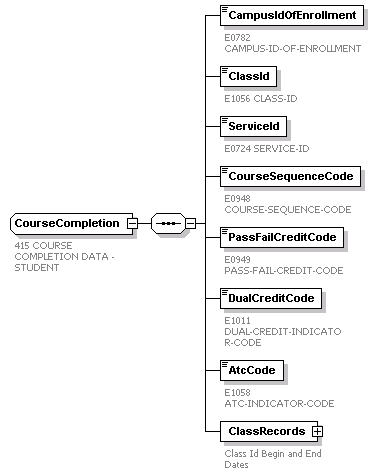 CampusIdOfEnrollment
E0782
CAMPUS-ID-OF-ENROLLMENT
ClassId
E1056 CLASS-ID
ServiceId
E0724 SERVICE-ID
CourseSequenceCode
E0948
COURSE-SEQUENCE-CODE
CourseCompletion
415 COURSE
COMPLETION DATA -
STUDENT
PassFailCreditCode
E0949
PASS-FAIL-CREDIT-CODE
DualCreditCode
E1011
DUAL-CREDIT-INDICATO
R-CODE
AtcCode
E1058
ATC-INDICATOR-CODE
ClassRecords
Class Id Begin and End
Dates